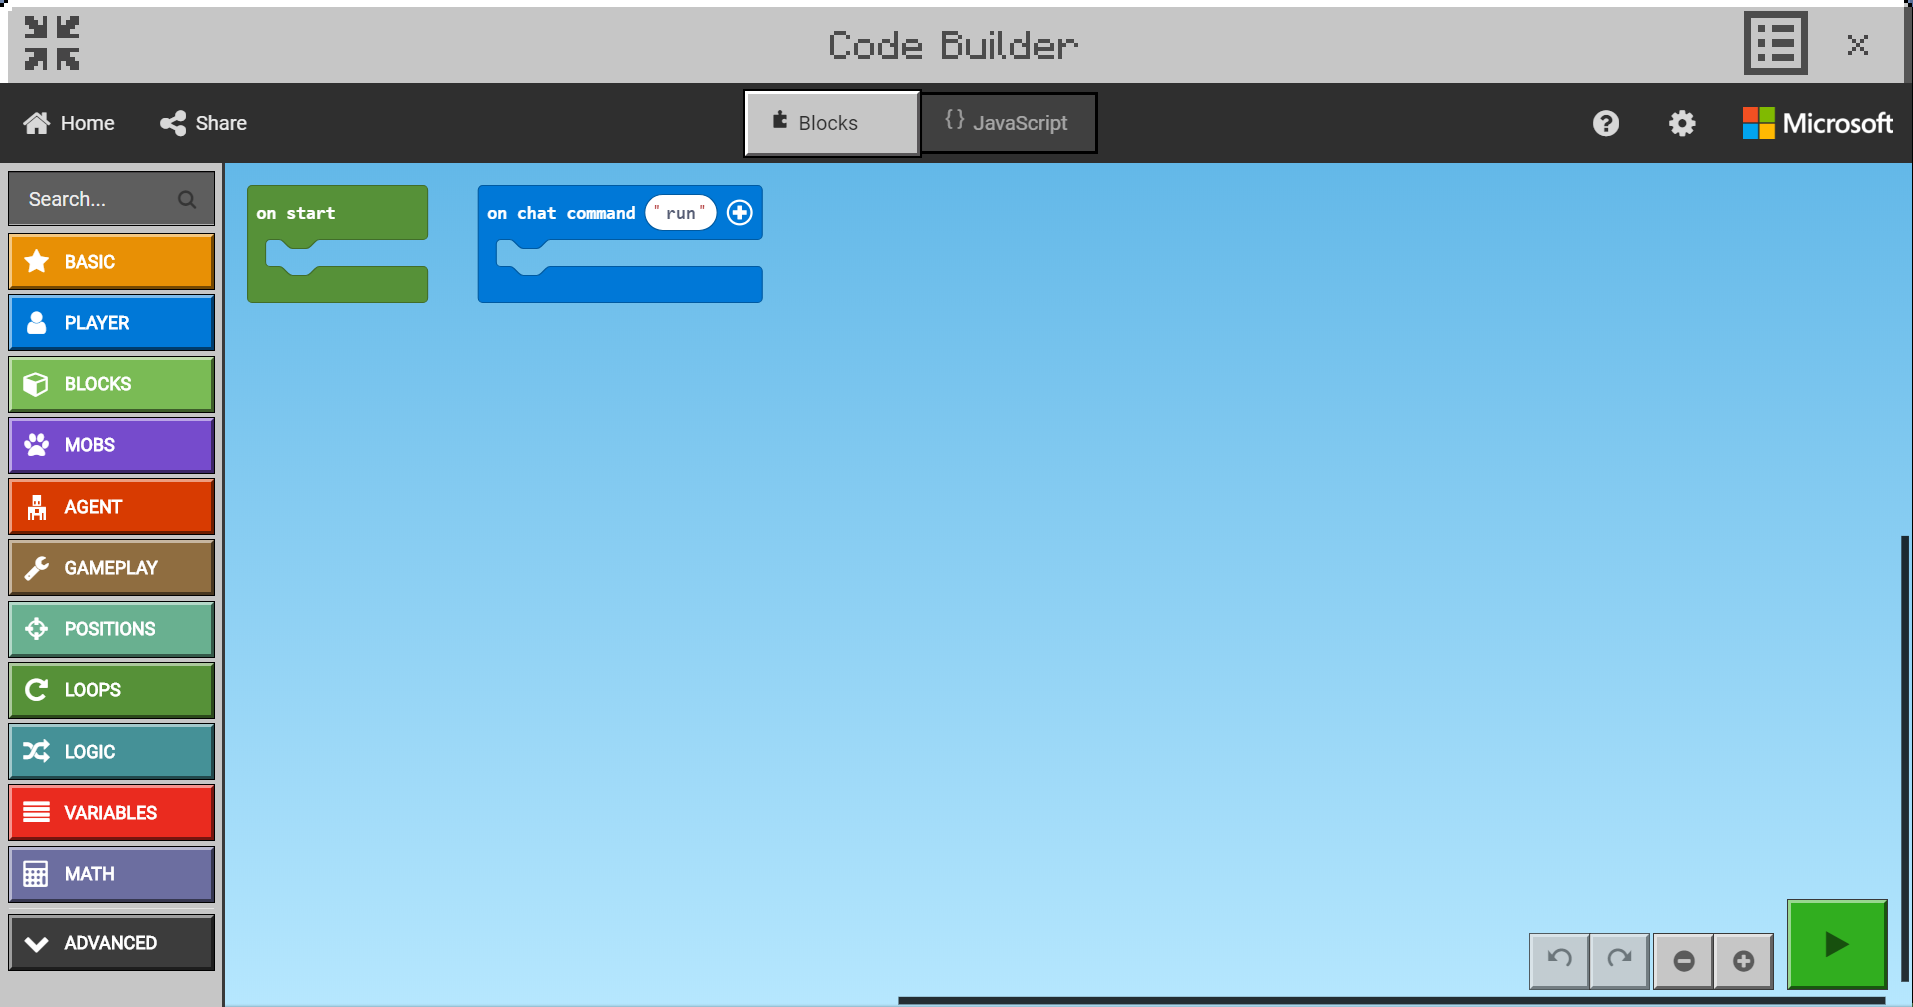 Code Builder
Home
Share
Blocks
{} JavaScript
Microsoft
Search...
BASIC
PLAYER
BLOCKS
MOBS
AGENT
GAMEPLAY
POSITIONS
LOOPS
LOGIC
VARIABLES
MATH
ADVANCED
on start
on chat command "run"